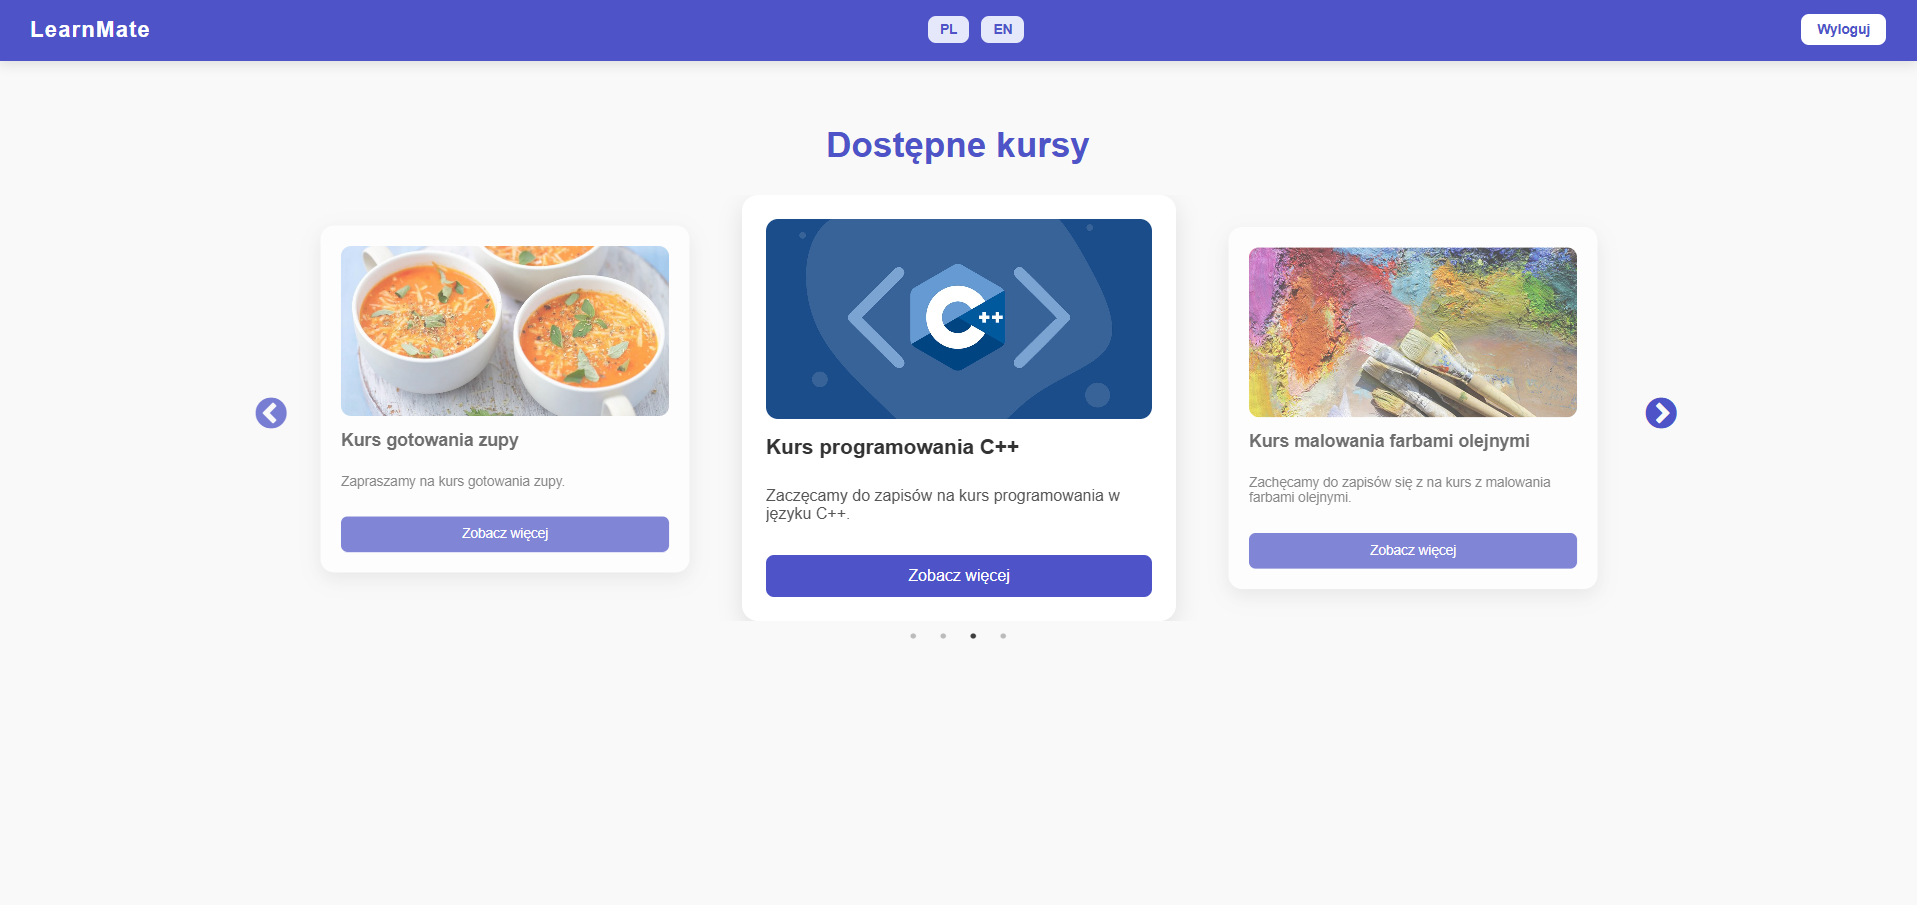 LearnMate
PL
EN
Wyloguj
Dostępne kursy
Kurs gotowania zupy
Zapraszamy na kurs gotowania zupy.
Zobacz więcej
C++
Kurs programowania C++
Zaczęcamy do zapisów na kurs programowania w
języku C++.
Zobacz więcej
Kurs malowania farbami olejnymi
Zachęcamy do zapisów się z na kurs z malowania
farbami olejnymi.
Zobacz więcej